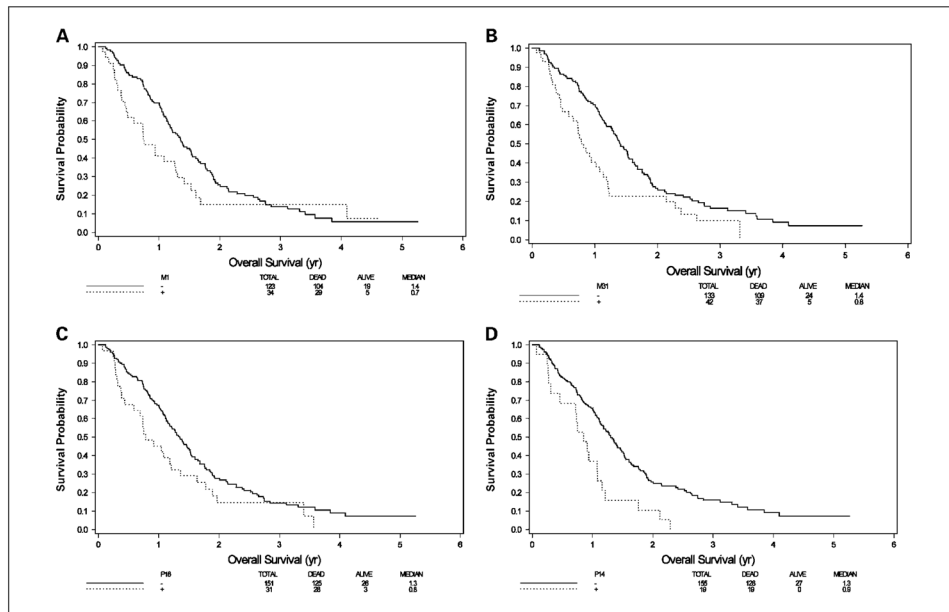 A
Survival Probability
1.0
0.9
0.8
0.7
0.6
0.5
0.4
0.3
0.2
0.1
0.0
0 1 2 3 4 5 6
Overall Survival (yr)
M1 TOTAL DEAD ALIVE MEDIAN
- 123 104 19 1.4
+ 34 29 5 0.7
B
Survival Probability
1.0
0.9
0.8
0.7
0.6
0.5
0.4
0.3
0.2
0.1
0.0
0 1 2 3 4 5 6
Overall Survival (yr)
M31 TOTAL DEAD ALIVE MEDIAN
- 133 109 24 1.4
+ 42 37 5 0.8
C
Survival Probability
1.0
0.9
0.8
0.7
0.6
0.5
0.4
0.3
0.2
0.1
0.0
0 1 2 3 4 5 6
Overall Survival (yr)
P16 TOTAL DEAD ALIVE MEDIAN
- 151 125 26 1.3
+ 31 28 3 0.8
D
Survival Probability
1.0
0.9
0.8
0.7
0.6
0.5
0.4
0.3
0.2
0.1
0.0
0 1 2 3 4 5 6
Overall Survival (yr)
P14 TOTAL DEAD ALIVE MEDIAN
- 155 128 27 1.3
+ 19 19 0 0.9